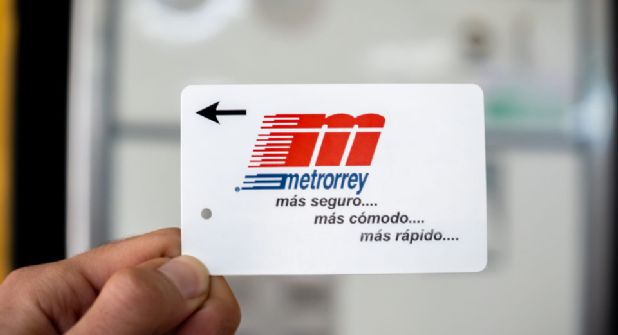 m
metrorrey
más seguro....
más cómodo....
más rápido....